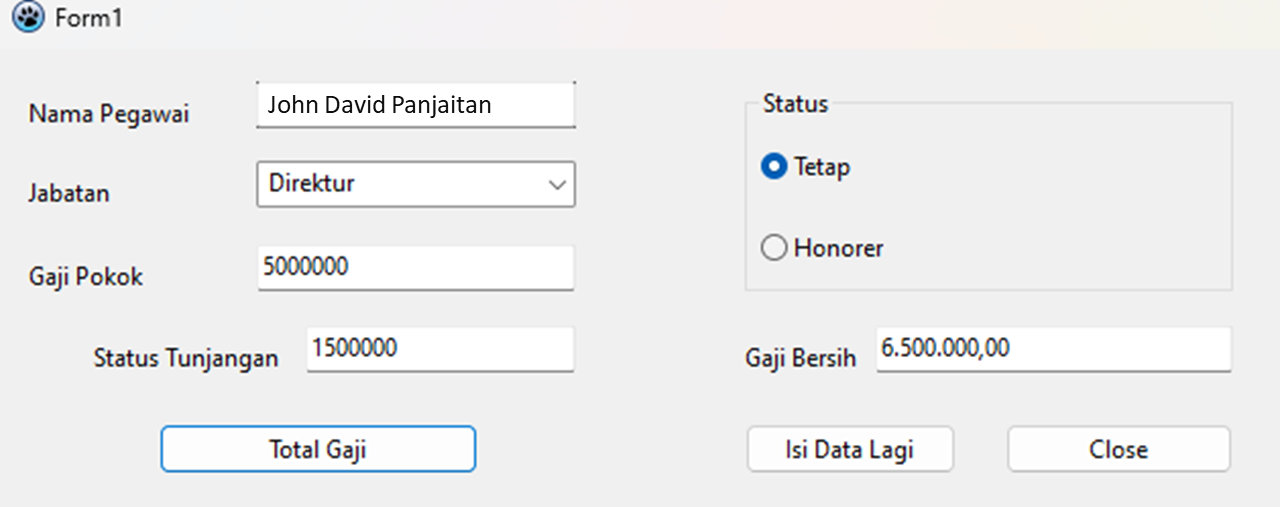 Form1
Nama Pegawai John David Panjaitan
Status
Tetap
Jabatan Direktur
Honorer
Gaji Pokok 5000000
Status Tunjangan 1500000
Gaji Bersih 6.500.000,00
Total Gaji
Isi Data Lagi
Close